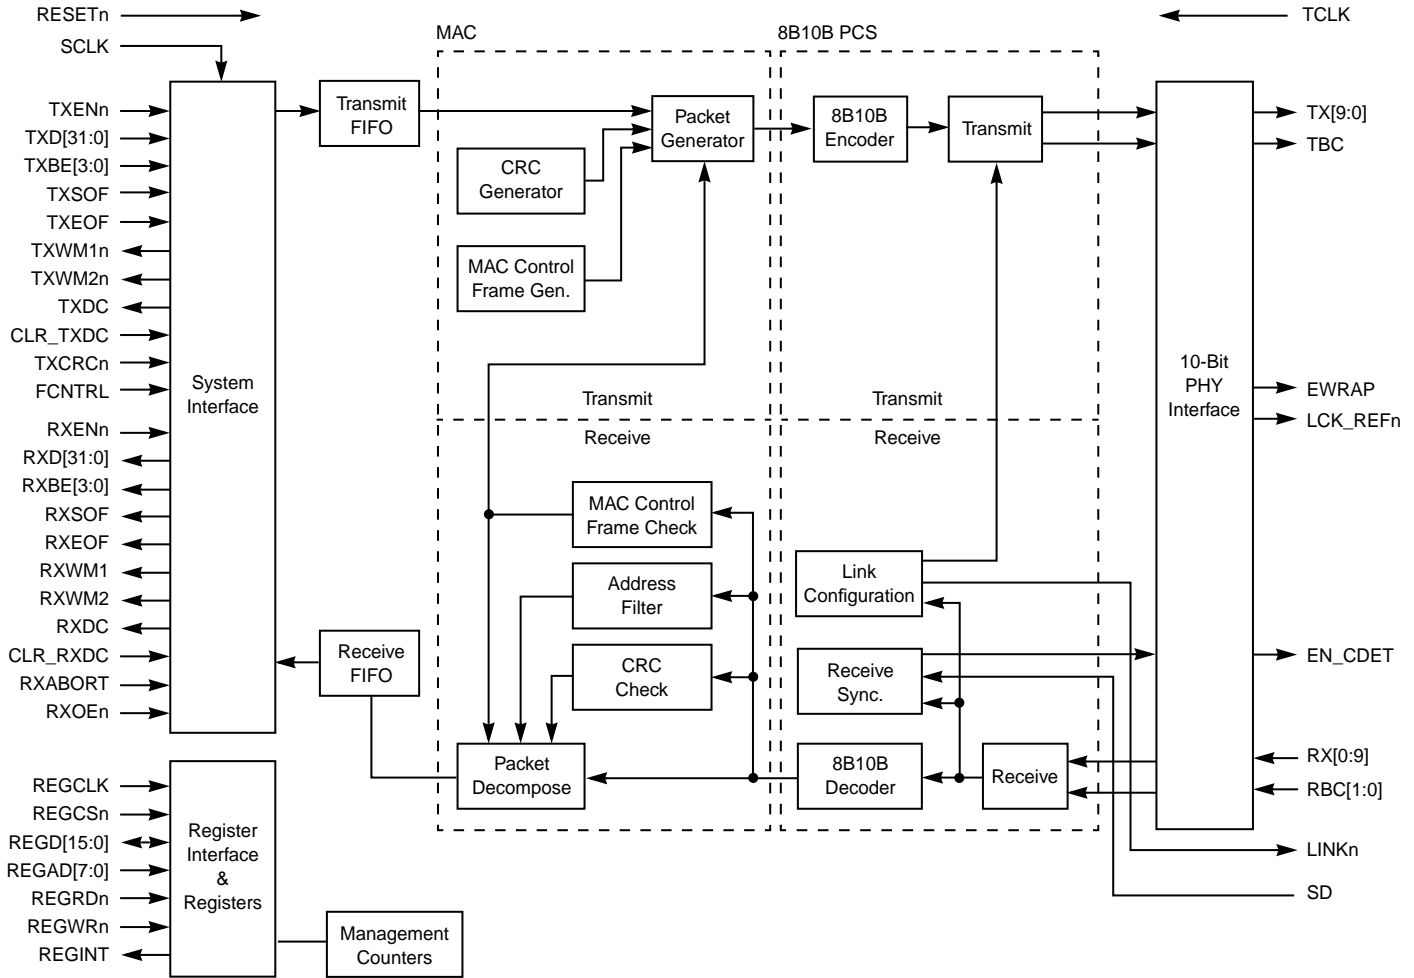 RESETn
TCLK
SCLK
MAC
8B10B PCS
TXENn
TXD[31:0]
TXBE[3:0]
TXSOF
TXEOF
TXWM1n
TXWM2n
TXDC
CLR_TXDC
TXCRCn
FCNTRL
RXENn
RXD[31:0]
RXBE[3:0]
RXSOF
RXEOF
RXWM1
RXWM2
RXDC
CLR_RXDC
RXABORT
RXOEn
System
Interface
Transmit
FIFO
Receive
FIFO
Packet
Generator
CRC
Generator
MAC Control
Frame Gen.
Transmit
Receive
MAC Control
Frame Check
Address
Filter
CRC
Check
Packet
Decompose
8B10B
Encoder
Transmit
Transmit
Receive
Link
Configuration
Receive
Sync.
8B10B
Decoder
Receive
10-Bit
PHY
Interface
TX[9:0]
TBC
EWRAP
LCK_REFn
EN_CDET
RX[0:9]
RBC[1:0]
LINKn
SD
REGCLK
REGCSn
REGD[15:0]
REGAD[7:0]
REGRDn
REGWRn
REGINT
Register
Interface
&
Registers
Management
Counters